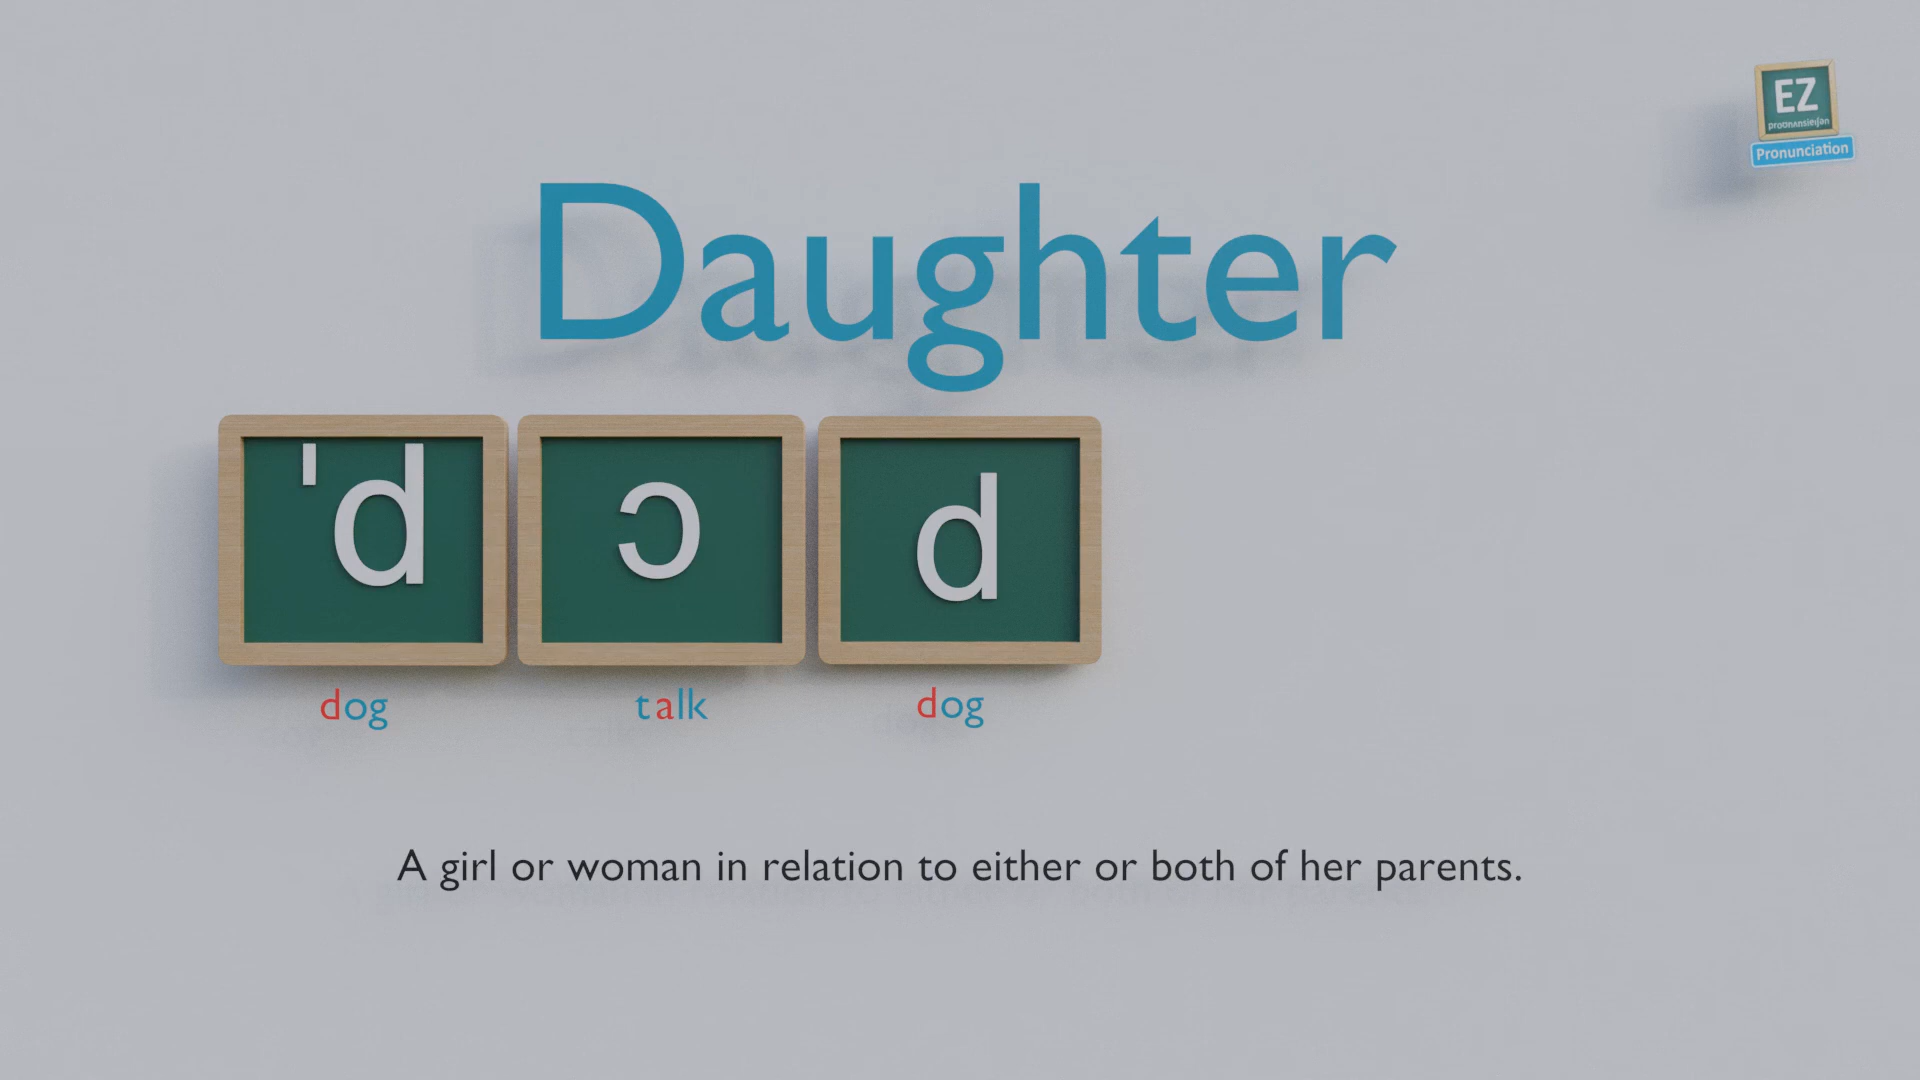 EZ
Pronunciation
Daughter
ˈd ɔ d
dog talk dog
A girl or woman in relation to either or both of her parents.